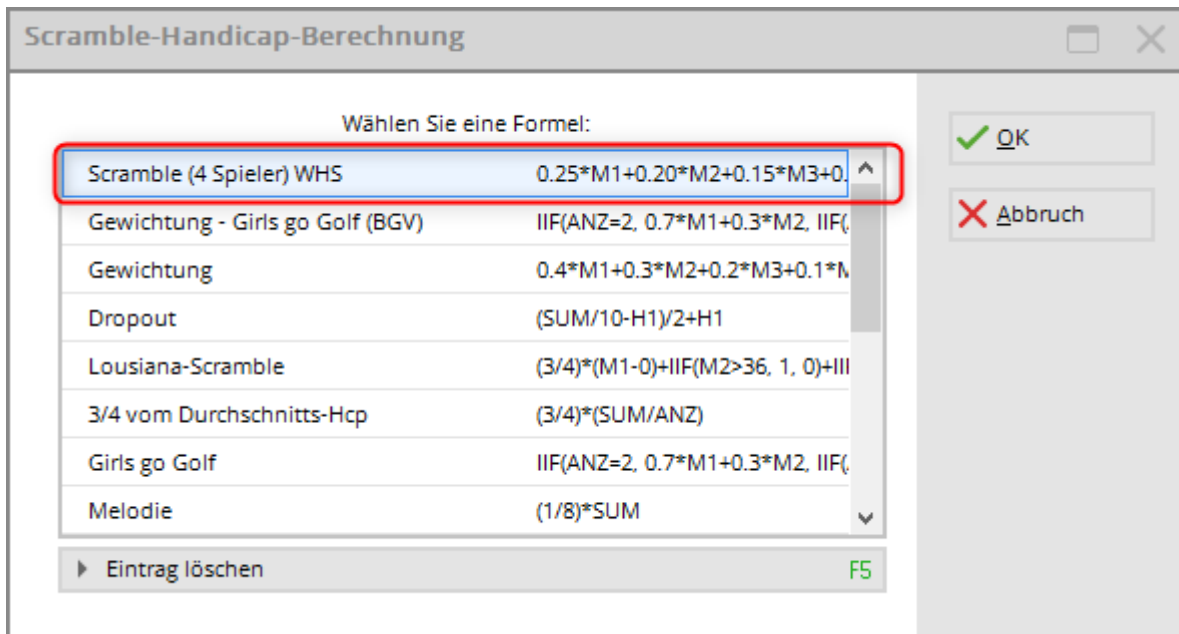 Scramble-Handicap-Berechnung
Wählen Sie eine Formel:
Scramble (4 Spieler) WHS 0.25*M1+0.20*M2+0.15*M3+0.
Gewichtung - Girls go Golf (BGV) IIF(ANZ=2, 0.7*M1+0.3*M2, IIF(
Gewichtung 0.4*M1+0.3*M2+0.2*M3+0.1*M
Dropout (SUM/10-H1)/2+H1
Lousiana-Scramble (3/4)*(M1-0)+IIF(M2>36, 1, 0)+III
3/4 vom Durchschnitts-Hcp (3/4)*(SUM/ANZ)
Girls go Golf IIF(ANZ=2, 0.7*M1+0.3*M2, IIF(
Melodie (1/8)*SUM
Eintrag löschen F5
OK
Abbruch